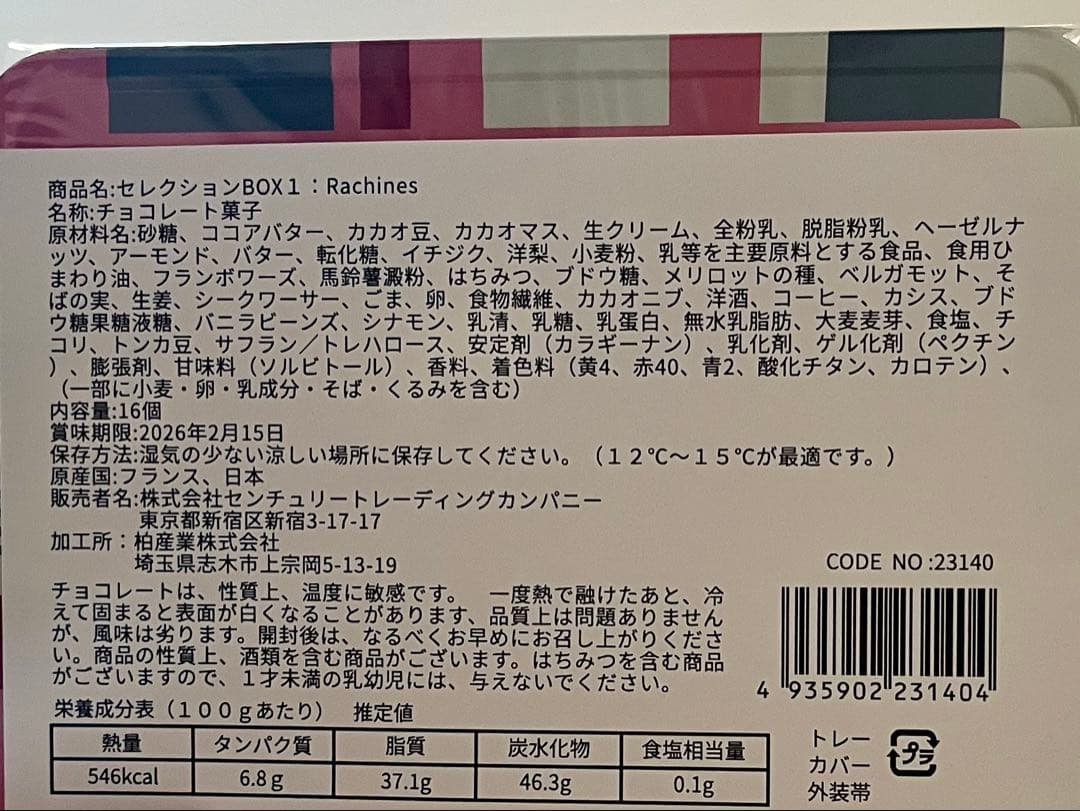 商品名:セレクションBOX１：Rachines
名称:チョコレート菓子
原材料名:砂糖、ココアバター、カカオ豆、カカオマス、生クリーム、全粉乳、脱脂粉乳、ヘーゼルナ
ッツ、アーモンド、バター、転化糖、イチジク、洋梨、小麦粉、乳等を主要原料とする食品、食用ひ
まわり油、フランボワーズ、馬鈴薯澱粉、はちみつ、ブドウ糖、メリロットの種、ベルガモット、そ
ばの実、生姜、シークワーサー、ごま、卵、食物繊維、カカオニブ、洋酒、コーヒー、カシス、ブド
ウ糖果糖液糖、バニラビーンズ、シナモン、乳清、乳糖、乳蛋白、無水乳脂肪、大麦麦芽、食塩、チ
コリ、トンカ豆、サフラン／トレハロース、安定剤（カラギーナン）、乳化剤、ゲル化剤（ペクチン
）、膨張剤、甘味料（ソルビトール）、香料、着色料（黄4、赤40、青2、酸化チタン、カロテン）、
（一部に小麦・卵・乳成分・そば・くるみを含む）
内容量:16個
賞味期限:2026年2月15日
保存方法:湿気の少ない涼しい場所に保存してください。（１２℃～１５℃が最適です。）
原産国:フランス、日本
販売者名:株式会社センチュリートレーディングカンパニー
東京都新宿区新宿3-17-17
加工所：柏産業株式会社
埼玉県志木市上宗岡5-13-19
CODE NO :23140
チョコレートは、性質上、温度に敏感です。　一度熱で融けたあと、冷
えて固まると表面が白くなることがあります、品質上は問題ありません
が、風味は劣ります。開封後は、なるべくお早めにお召し上がりくださ
い。商品の性質上、酒類を含む商品がございます。はちみつを含む商品
がございますので、１才未満の乳幼児には、与えないでください。
4 935902 231404
栄養成分表（１００ｇあたり）　推定値
熱量 タンパク質 脂質 炭水化物 食塩相当量
546kcal 6.8ｇ 37.1g 46.3g 0.1g
トレー
カバー
外装帯
プラ